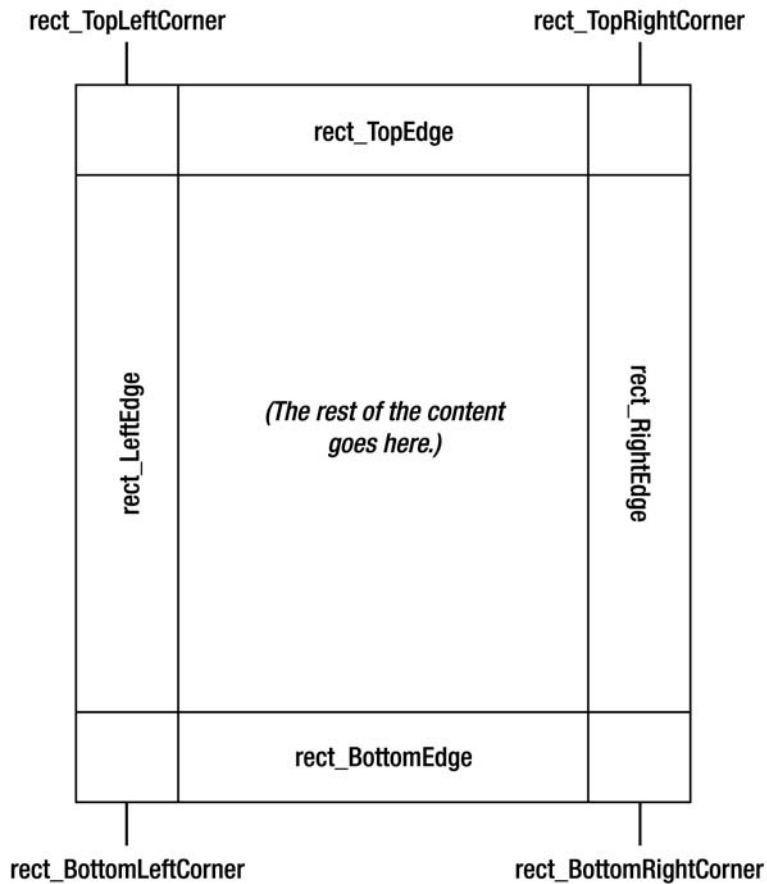 rect_TopLeftCorner
rect_TopRightCorner
rect_TopEdge
rect_LeftEdge
(The rest of the content
goes here.)
rect_RightEdge
rect_BottomEdge
rect_BottomLeftCorner
rect_BottomRightCorner